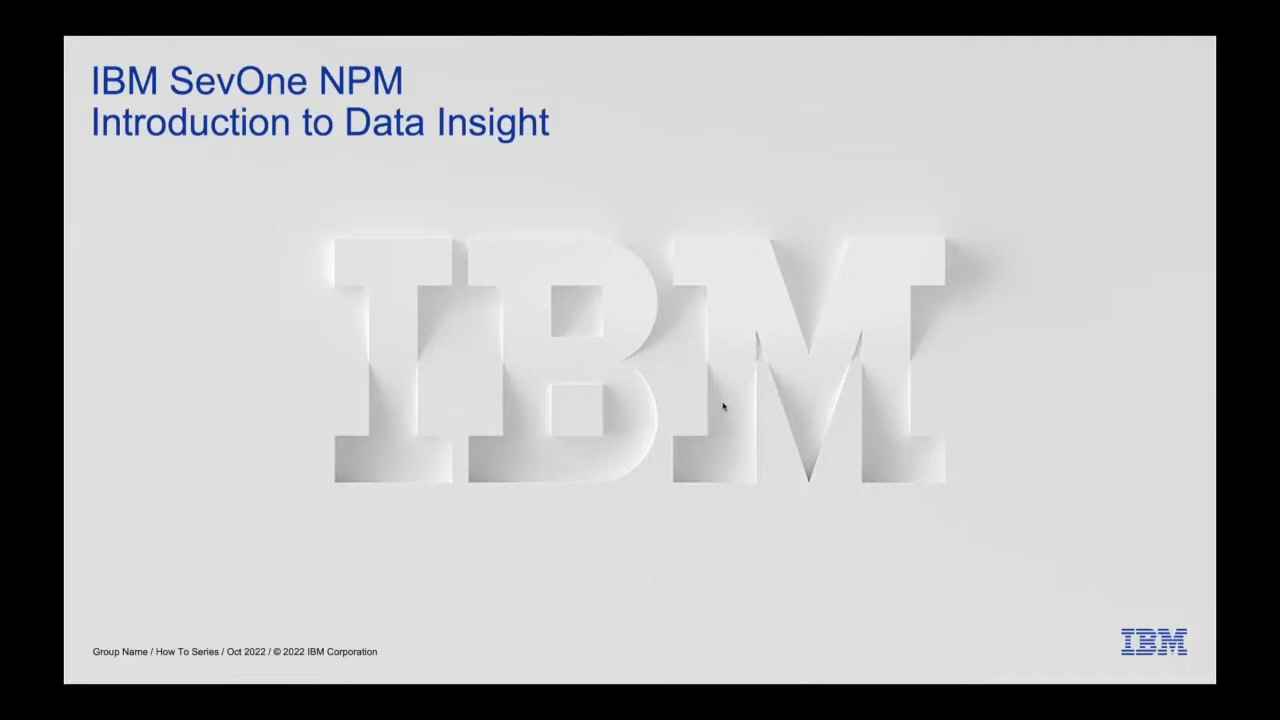 IBM SevOne NPM
Introduction to Data Insight
IBM
Group Name / How To Series / Oct 2022 / © 2022 IBM Corporation
IBM